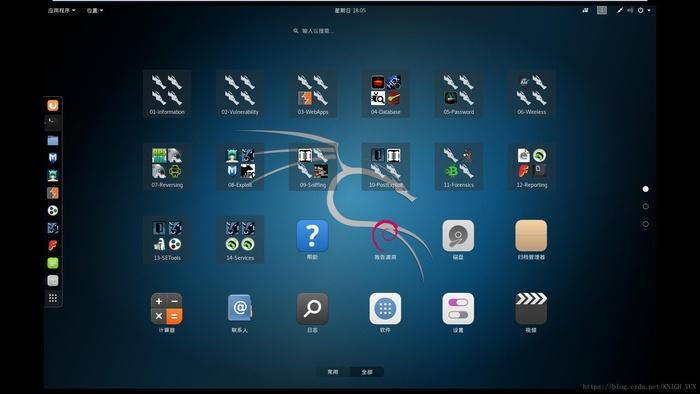 应用程序 ▾ 位置 ▾ 星期日 18:05
输入以搜索...
01-Information 02-Vulnerability 03-WebApps 04-Database 05-Password 06-Wireless
07-Reversing 08-Exploit 09-Sniffing 10-PostExploit 11-Forensics 12-Reporting
13-SETools 14-Services 帮助 报告漏洞 磁盘 归档管理器
计算器 联系人 日志 软件 设置 视频
常用 全部
https://blog.csdn.net/KNIGH_YUN